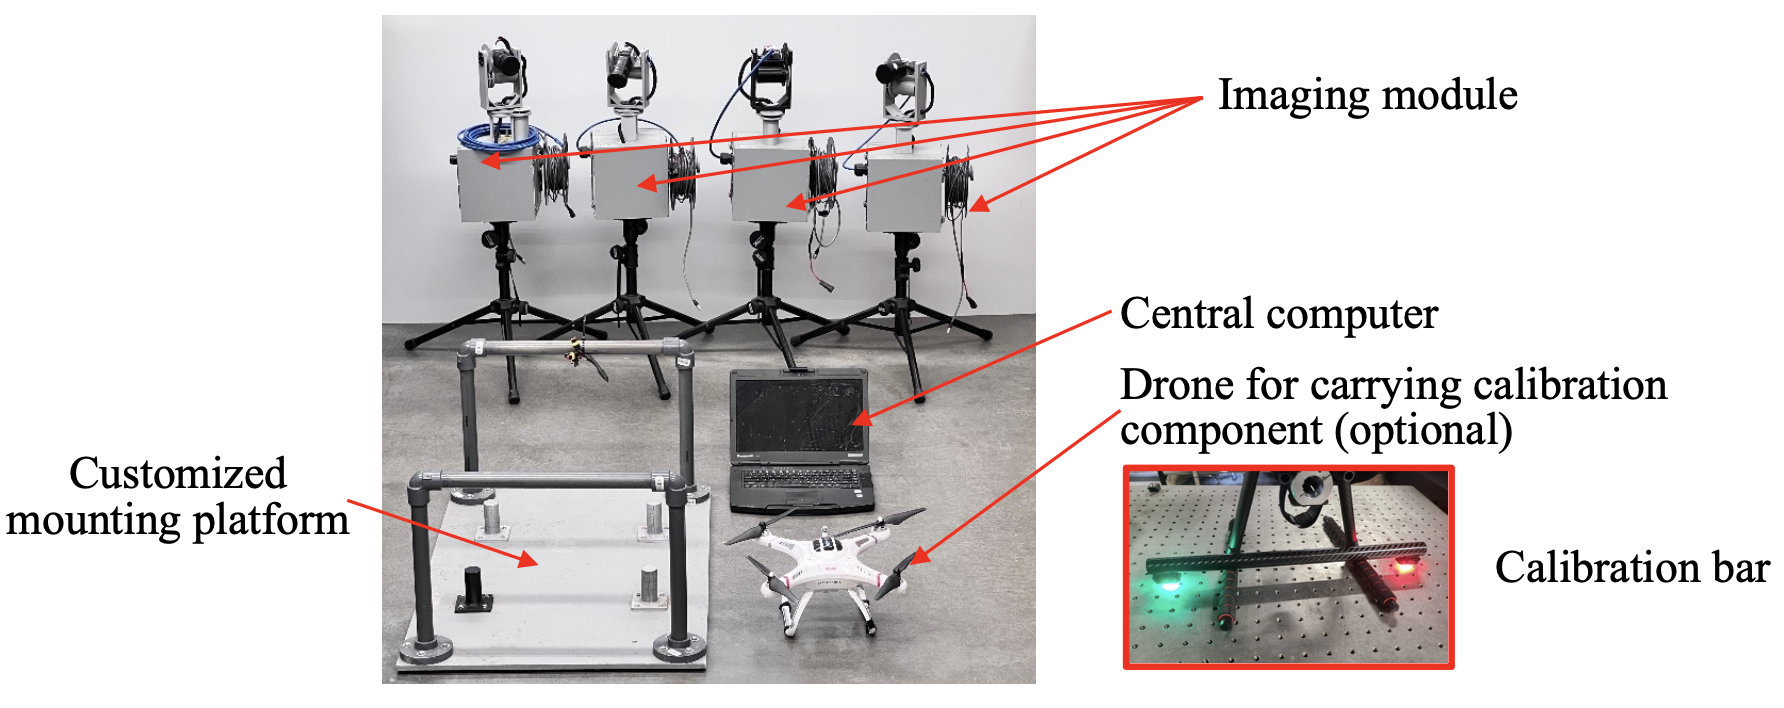 Imaging module
Central computer
Drone for carrying calibration
component (optional)
Customized
mounting platform
Calibration bar